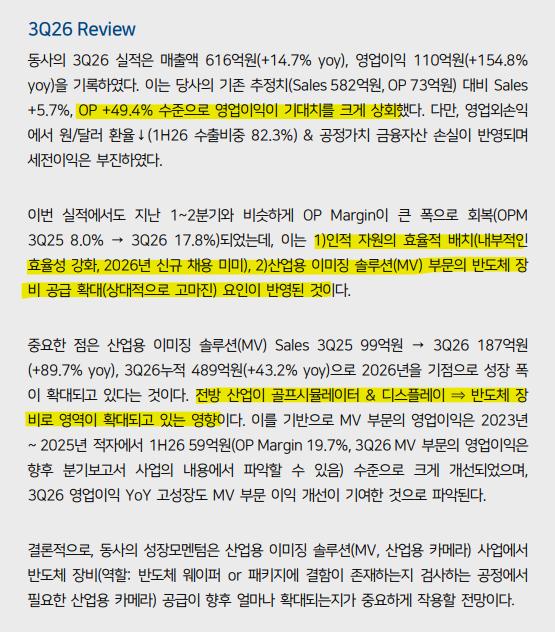 3Q26 Review
동사의 3Q26 실적은 매출액 616억원(+14.7% yoy), 영업이익 110억원(+154.8%
yoy)을 기록하였다. 이는 당사의 기존 추정치(Sales 582억원, OP 73억원) 대비 Sales
+5.7%, OP +49.4% 수준으로 영업이익이 기대치를 크게 상회했다. 다만, 영업외손익
에서 원/달러 환율↓(1H26 수출비중 82.3%) & 공정가치 금융자산 손실이 반영되며
세전이익은 부진하였다.
이번 실적에서도 지난 1~2분기와 비슷하게 OP Margin이 큰 폭으로 회복(OPM
3Q25 8.0% → 3Q26 17.8%)되었는데, 이는 1)인적 자원의 효율적 배치(내부적인
효율성 강화, 2026년 신규 채용 미미), 2)산업용 이미징 솔루션(MV) 부문의 반도체 장
비 공급 확대(상대적으로 고마진) 요인이 반영된 것이다.
중요한 점은 산업용 이미징 솔루션(MV) Sales 3Q25 99억원 → 3Q26 187억원
(+89.7% yoy), 3Q26누적 489억원(+43.2% yoy)으로 2026년을 기점으로 성장 폭
이 확대되고 있다는 것이다. 전방 산업이 골프시뮬레이터 & 디스플레이 ⇒ 반도체 장
비로 영역이 확대되고 있는 영향이다. 이를 기반으로 MV 부문의 영업이익은 2023년
~ 2025년 적자에서 1H26 59억원(OP Margin 19.7%, 3Q26 MV 부문의 영업이익은
향후 분기보고서 사업의 내용에서 파악할 수 있음) 수준으로 크게 개선되었으며,
3Q26 영업이익 YoY 고성장도 MV 부문 이익 개선이 기여한 것으로 파악된다.
결론적으로, 동사의 성장모멘텀은 산업용 이미징 솔루션(MV, 산업용 카메라) 사업에서
반도체 장비(역할: 반도체 웨이퍼 or 패키지에 결함이 존재하는지 검사하는 공정에서
필요한 산업용 카메라) 공급이 향후 얼마나 확대되는지가 중요하게 작용할 전망이다.